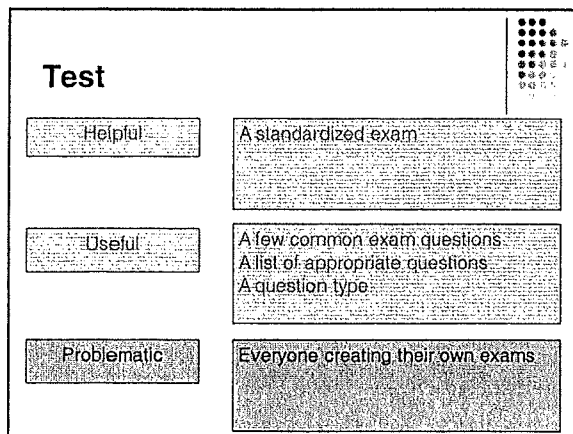 Test
Helpful
A standardized exam
Useful
A few common exam questions
A list of appropriate questions
A question type
Problematic
Everyone creating their own exams